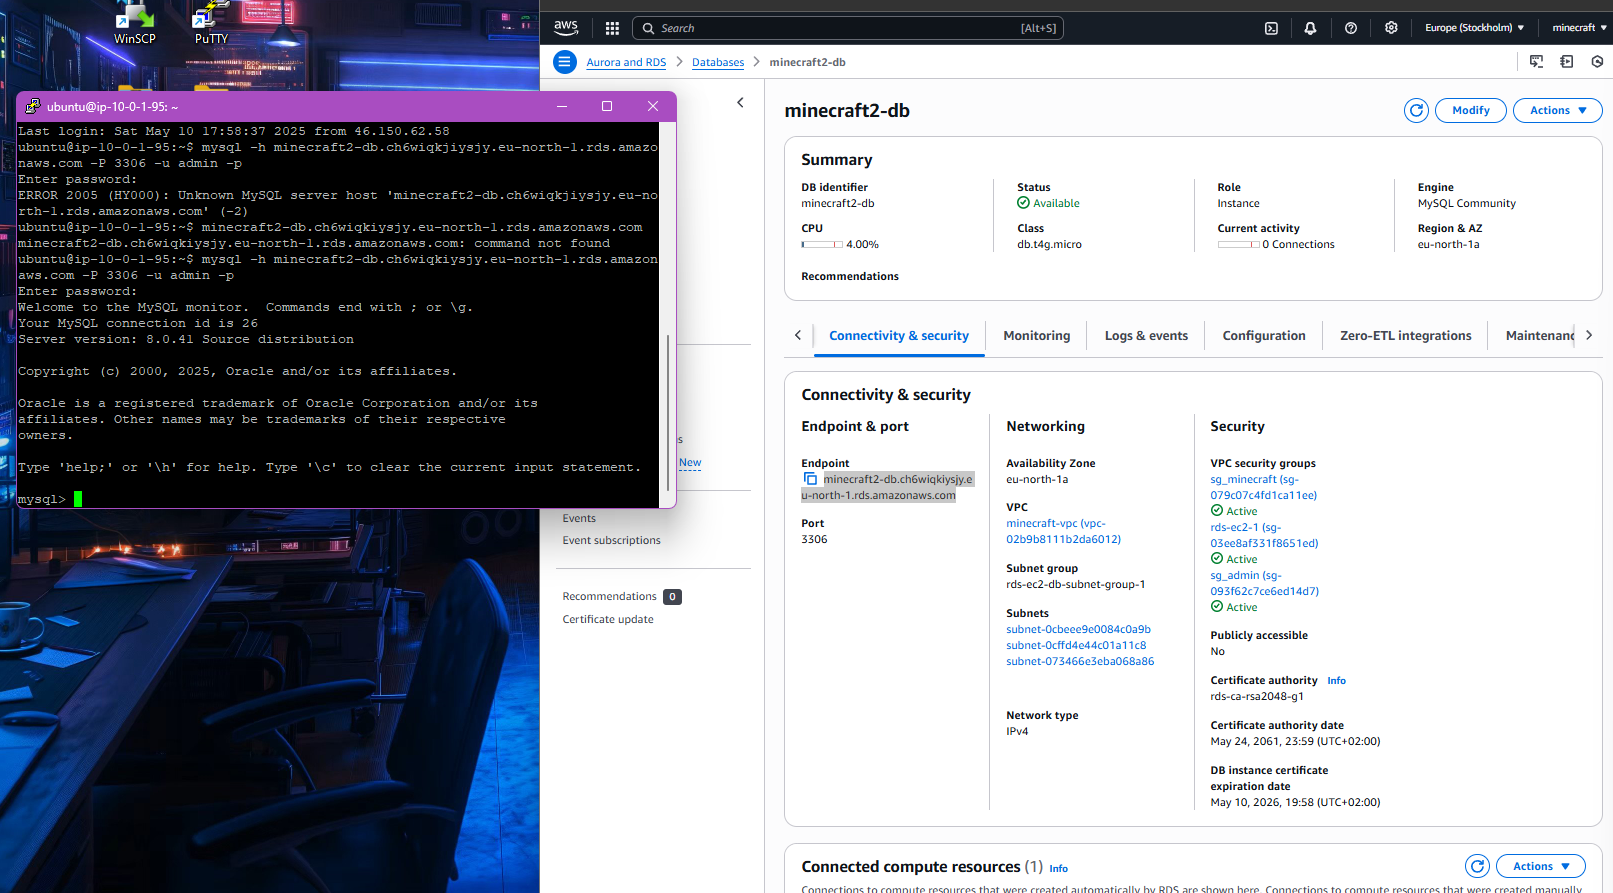 WinSCP
PuTTY
ubuntu@ip-10-0-1-95: ~
Last login: Sat May 10 17:58:37 2025 from 46.150.62.58
ubuntu@ip-10-0-1-95:~$ mysql -h minecraft2-db.ch6wiqkjiysjy.eu-north-1.rds.amazo
naws.com -P 3306 -u admin -p
Enter password:
ERROR 2005 (HY000): Unknown MySQL server host 'minecraft2-db.ch6wiqkjiysjy.eu-no
rth-1.rds.amazonaws.com' (-2)
ubuntu@ip-10-0-1-95:~$ minecraft2-db.ch6wiqkiysjy.eu-north-1.rds.amazonaws.com
minecraft2-db.ch6wiqkiysjy.eu-north-1.rds.amazonaws.com: command not found
ubuntu@ip-10-0-1-95:~$ mysql -h minecraft2-db.ch6wiqkiysjy.eu-north-1.rds.amazon
aws.com -P 3306 -u admin -p
Enter password:
Welcome to the MySQL monitor.  Commands end with ; or \g.
Your MySQL connection id is 26
Server version: 8.0.41 Source distribution
Copyright (c) 2000, 2025, Oracle and/or its affiliates.
Oracle is a registered trademark of Oracle Corporation and/or its
affiliates. Other names may be trademarks of their respective
owners.
Type 'help;' or '\h' for help. Type '\c' to clear the current input statement.
mysql>
aws
Search
[Alt+S]
Europe (Stockholm)
minecraft
Aurora and RDS
Databases
minecraft2-db
New
Events
Event subscriptions
Recommendations 0
Certificate update
minecraft2-db
Modify
Actions
Summary
DB identifier
minecraft2-db
Status
Available
Role
Instance
Engine
MySQL Community
CPU
4.00%
Class
db.t4g.micro
Current activity
0 Connections
Region & AZ
eu-north-1a
Recommendations
Connectivity & security
Monitoring
Logs & events
Configuration
Zero-ETL integrations
Maintenanc
Connectivity & security
Endpoint & port
Endpoint
minecraft2-db.ch6wiqkiysjy.e
u-north-1.rds.amazonaws.com
Port
3306
Networking
Availability Zone
eu-north-1a
VPC
minecraft-vpc (vpc-
02b9b8111b2da6012)
Subnet group
rds-ec2-db-subnet-group-1
Subnets
subnet-0cbeee9e0084c0a9b
subnet-0cffd4e44c01a11c8
subnet-073466e3eba068a86
Network type
IPv4
Security
VPC security groups
sg_minecraft (sg-
079c07c4fd1ca11ee)
Active
rds-ec2-1 (sg-
03ee8af331f8651ed)
Active
sg_admin (sg-
093f62c7ce6ed14d7)
Active
Publicly accessible
No
Certificate authority Info
rds-ca-rsa2048-g1
Certificate authority date
May 24, 2061, 23:59 (UTC+02:00)
DB instance certificate
expiration date
May 10, 2026, 19:58 (UTC+02:00)
Connected compute resources (1) Info
Actions
Connections to compute resources that were created automatically by RDS are shown here. Connections to compute resources that were created manually